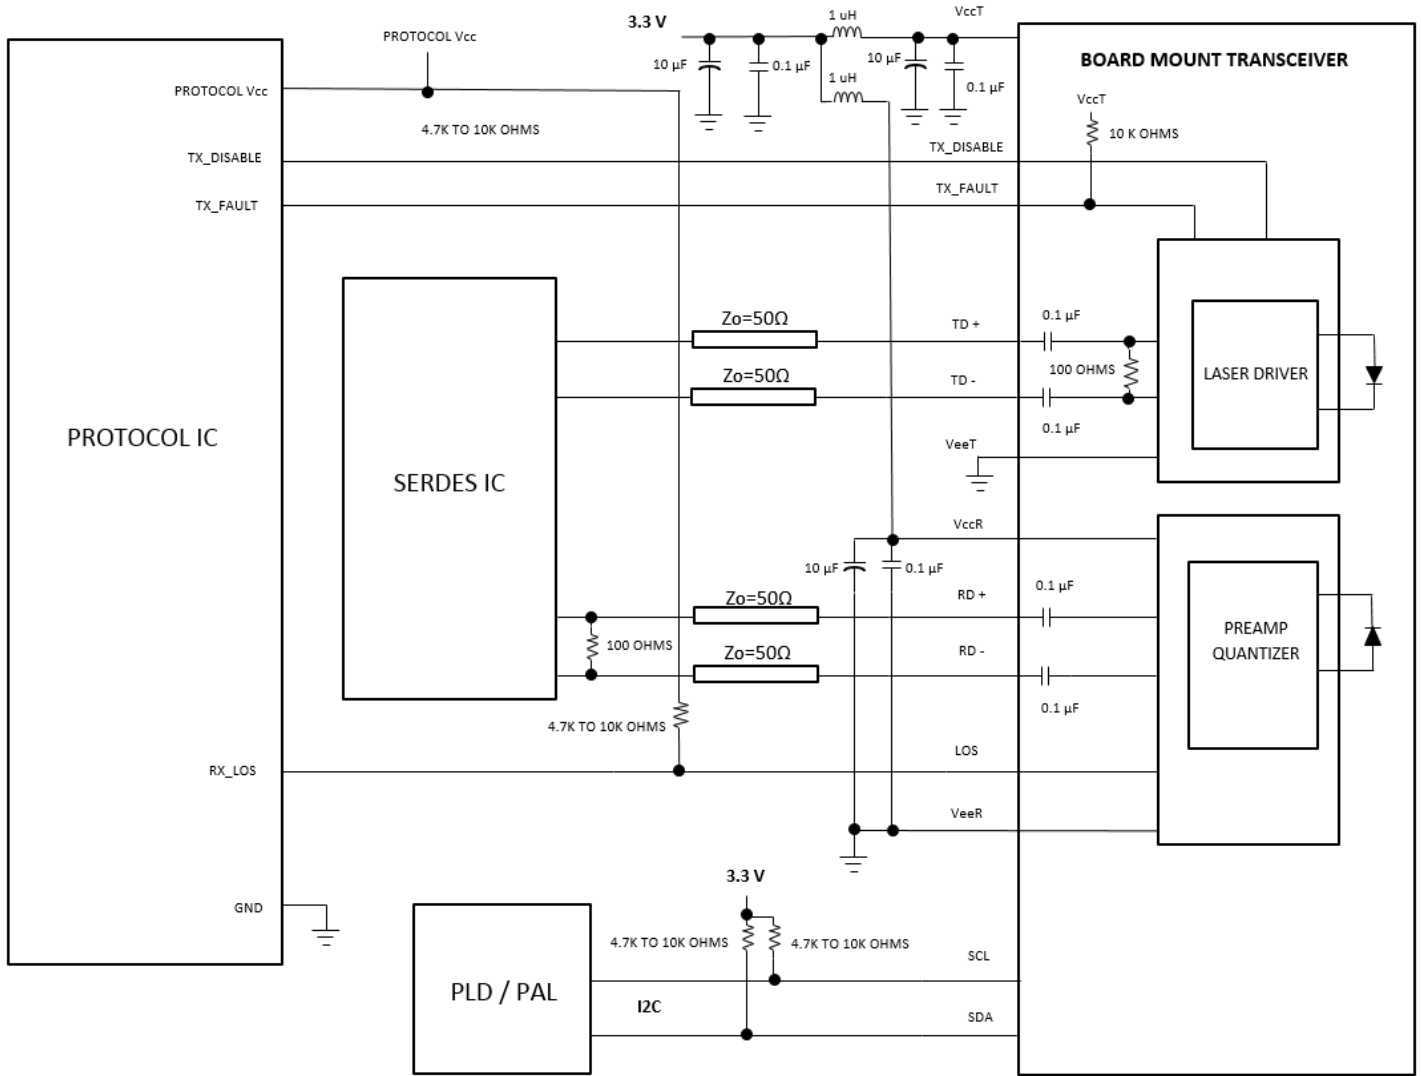 1 uH
VccT
3.3 V
PROTOCOL Vcc
BOARD MOUNT TRANSCEIVER
10 µF
0.1 µF
10 µF
0.1 µF
1 uH
PROTOCOL Vcc
VccT
4.7K TO 10K OHMS
10 K OHMS
TX_DISABLE
TX_DISABLE
TX_FAULT
TX_FAULT
Zo=50Ω
TD +
0.1 µF
Zo=50Ω
TD -
100 OHMS
LASER DRIVER
0.1 µF
PROTOCOL IC
VeeT
SERDES IC
VccR
10 µF
0.1 µF
0.1 µF
Zo=50Ω
RD +
PREAMP
QUANTIZER
100 OHMS
Zo=50Ω
RD -
0.1 µF
4.7K TO 10K OHMS
LOS
RX_LOS
VeeR
3.3 V
GND
4.7K TO 10K OHMS
4.7K TO 10K OHMS
SCL
PLD / PAL
I2C
SDA